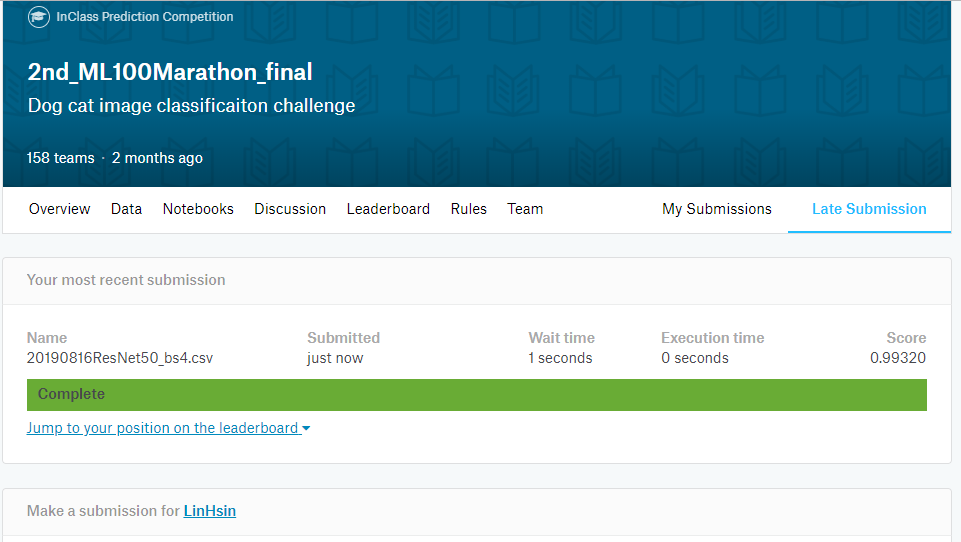 InClass Prediction Competition
2nd_ML100Marathon_final
Dog cat image classificaiton challenge
158 teams · 2 months ago
Overview Data Notebooks Discussion Leaderboard Rules Team My Submissions Late Submission
Your most recent submission
Name Submitted Wait time Execution time Score
20190816ResNet50_bs4.csv just now 1 seconds 0 seconds 0.99320
Complete
Jump to your position on the leaderboard
Make a submission for LinHsin